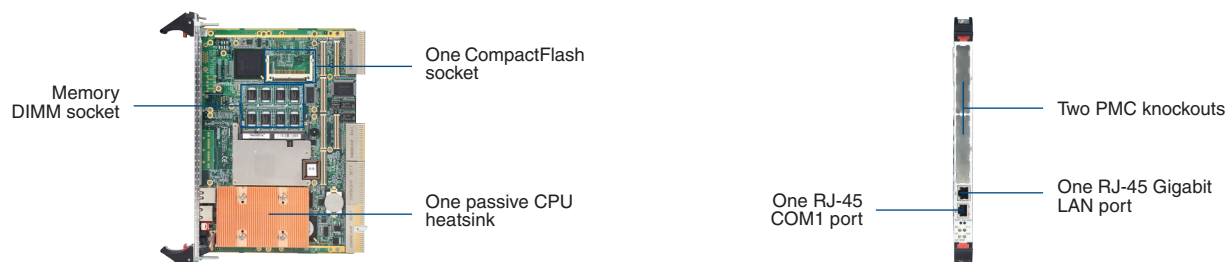 One CompactFlash
socket
Memory
DIMM socket
One passive CPU
heatsink
Two PMC knockouts
One RJ-45 Gigabit
LAN port
One RJ-45
COM1 port